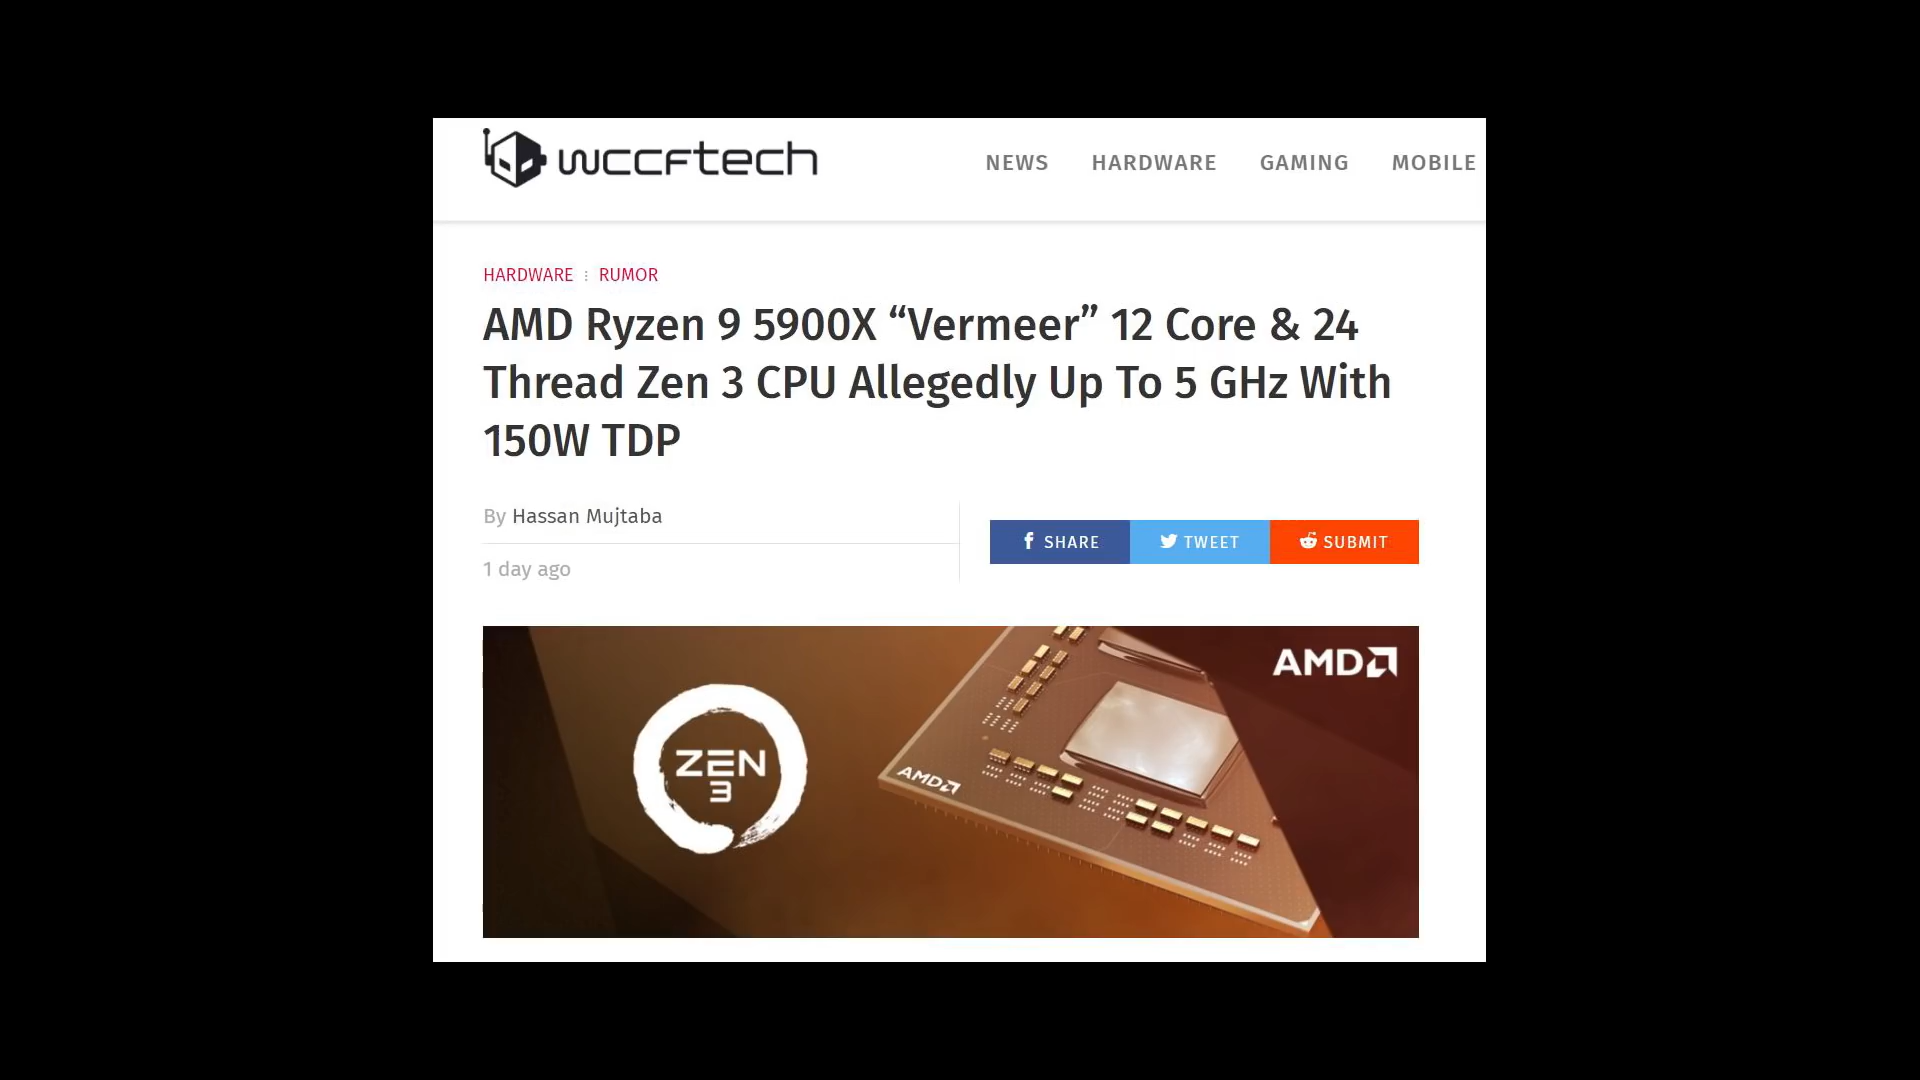 wccftech
NEWS HARDWARE GAMING MOBILE
HARDWARE RUMOR
AMD Ryzen 9 5900X “Vermeer” 12 Core & 24
Thread Zen 3 CPU Allegedly Up To 5 GHz With
150W TDP
By Hassan Mujtaba
SHARE TWEET SUBMIT
1 day ago
AMD
ZEN
3
AMD